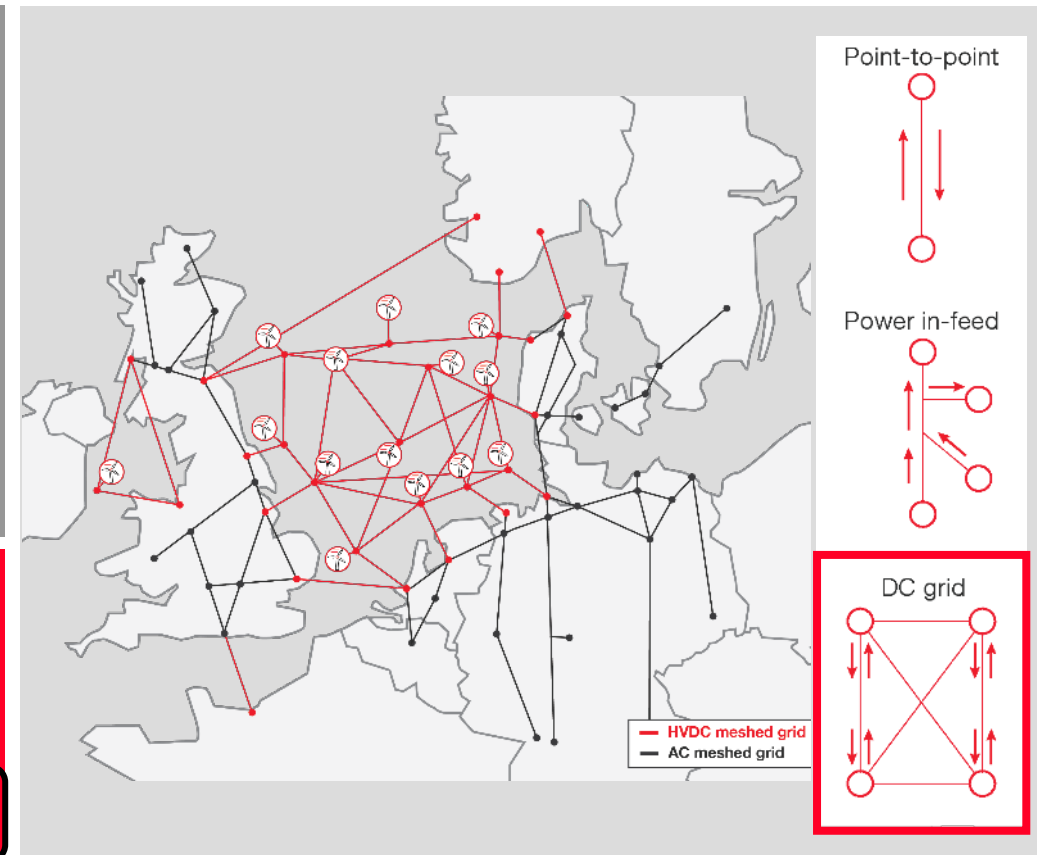 Point-to-point
Power in-feed
DC grid
HVDC meshed grid
AC meshed grid